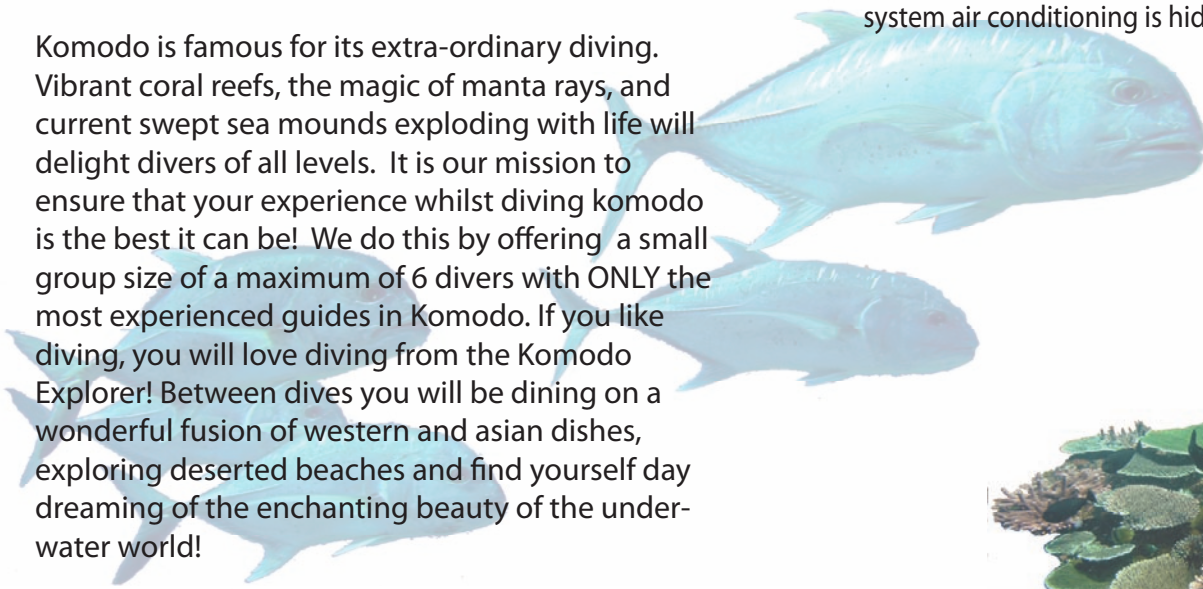 system air conditioning is hid
Komodo is famous for its extra-ordinary diving.
Vibrant coral reefs, the magic of manta rays, and
current swept sea mounds exploding with life will
delight divers of all levels.  It is our mission to
ensure that your experience whilst diving komodo
is the best it can be!  We do this by offering  a small
group size of a maximum of 6 divers with ONLY the
most experienced guides in Komodo. If you like
diving, you will love diving from the Komodo
Explorer! Between dives you will be dining on a
wonderful fusion of western and asian dishes,
exploring deserted beaches and find yourself day
dreaming of the enchanting beauty of the under-
water world!